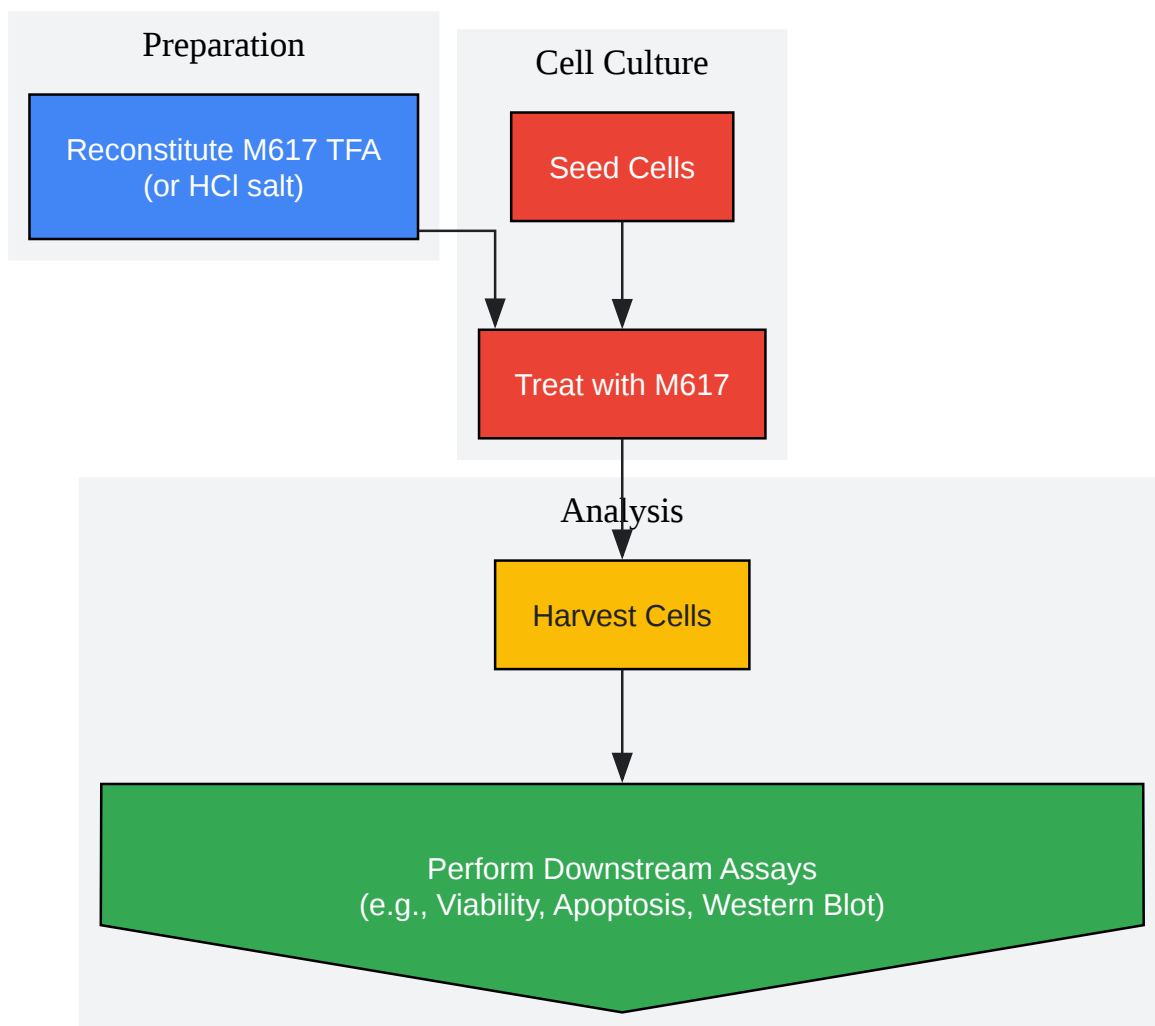 Preparation
Reconstitute M617 TFA
(or HCl salt)
Cell Culture
Seed Cells
Treat with M617
Analysis
Harvest Cells
Perform Downstream Assays
(e.g., Viability, Apoptosis, Western Blot)